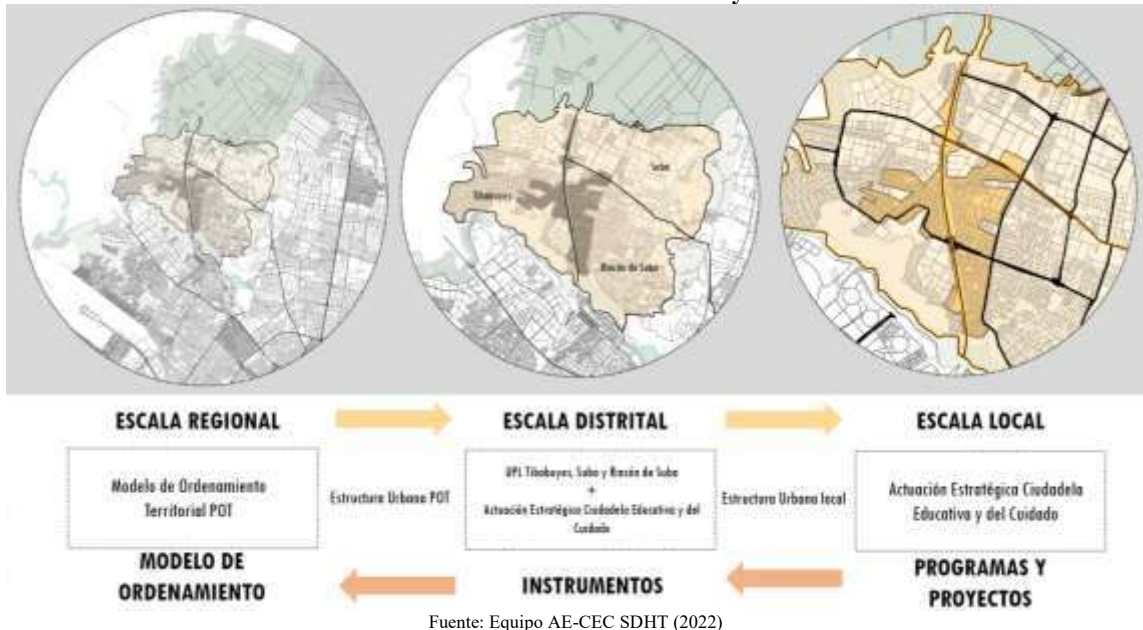 Tibabuyes
Suba
Rincón de Suba
ESCALA REGIONAL
ESCALA DISTRITAL
ESCALA LOCAL
Modelo de Ordenamiento
Territorial POT
Estructura Urbana POT
UPL Tibabuyes, Suba y Rincón de Suba
+
Actuación Estratégica Ciudadela Educativa y del
Cuidado
Estructura Urbana local
Actuación Estratégica Ciudadela
Educativa y del Cuidado
MODELO DE
ORDENAMIENTO
INSTRUMENTOS
PROGRAMAS Y
PROYECTOS
Fuente: Equipo AE-CEC SDHT (2022)